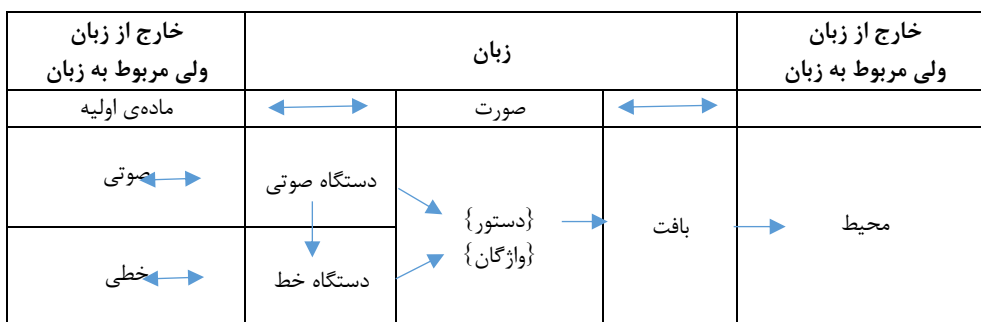 خارج از زبان
ولی مربوط به زبان
زبان
خارج از زبان
ولی مربوط به زبان
صورت
ماده‌ی اولیه
محیط
بافت
{دستور}
{واژگان}
دستگاه صوتی
صوتی
دستگاه خط
خطی